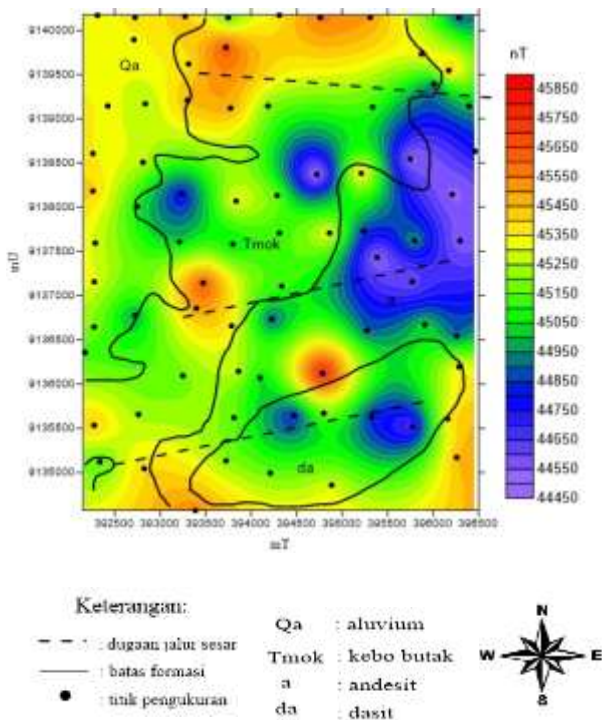 9140000
9139500
9139000
9138500
9138000
9137500
9137000
9136500
9136000
9135500
9135000
mU
392500 393000 393500 394000 394500 395000 395500 396000 396500
mT
Qa
Tmok
a
da
nT
45850
45750
45650
45550
45450
45350
45250
45150
45050
44950
44850
44750
44650
44550
44450
Keterangan:
: dugaan jalur sesar
: batas formasi
: titik pengukuran
Qa : aluvium
Tmok : kebo butak
a : andesit
da : dasit
N
W E
S